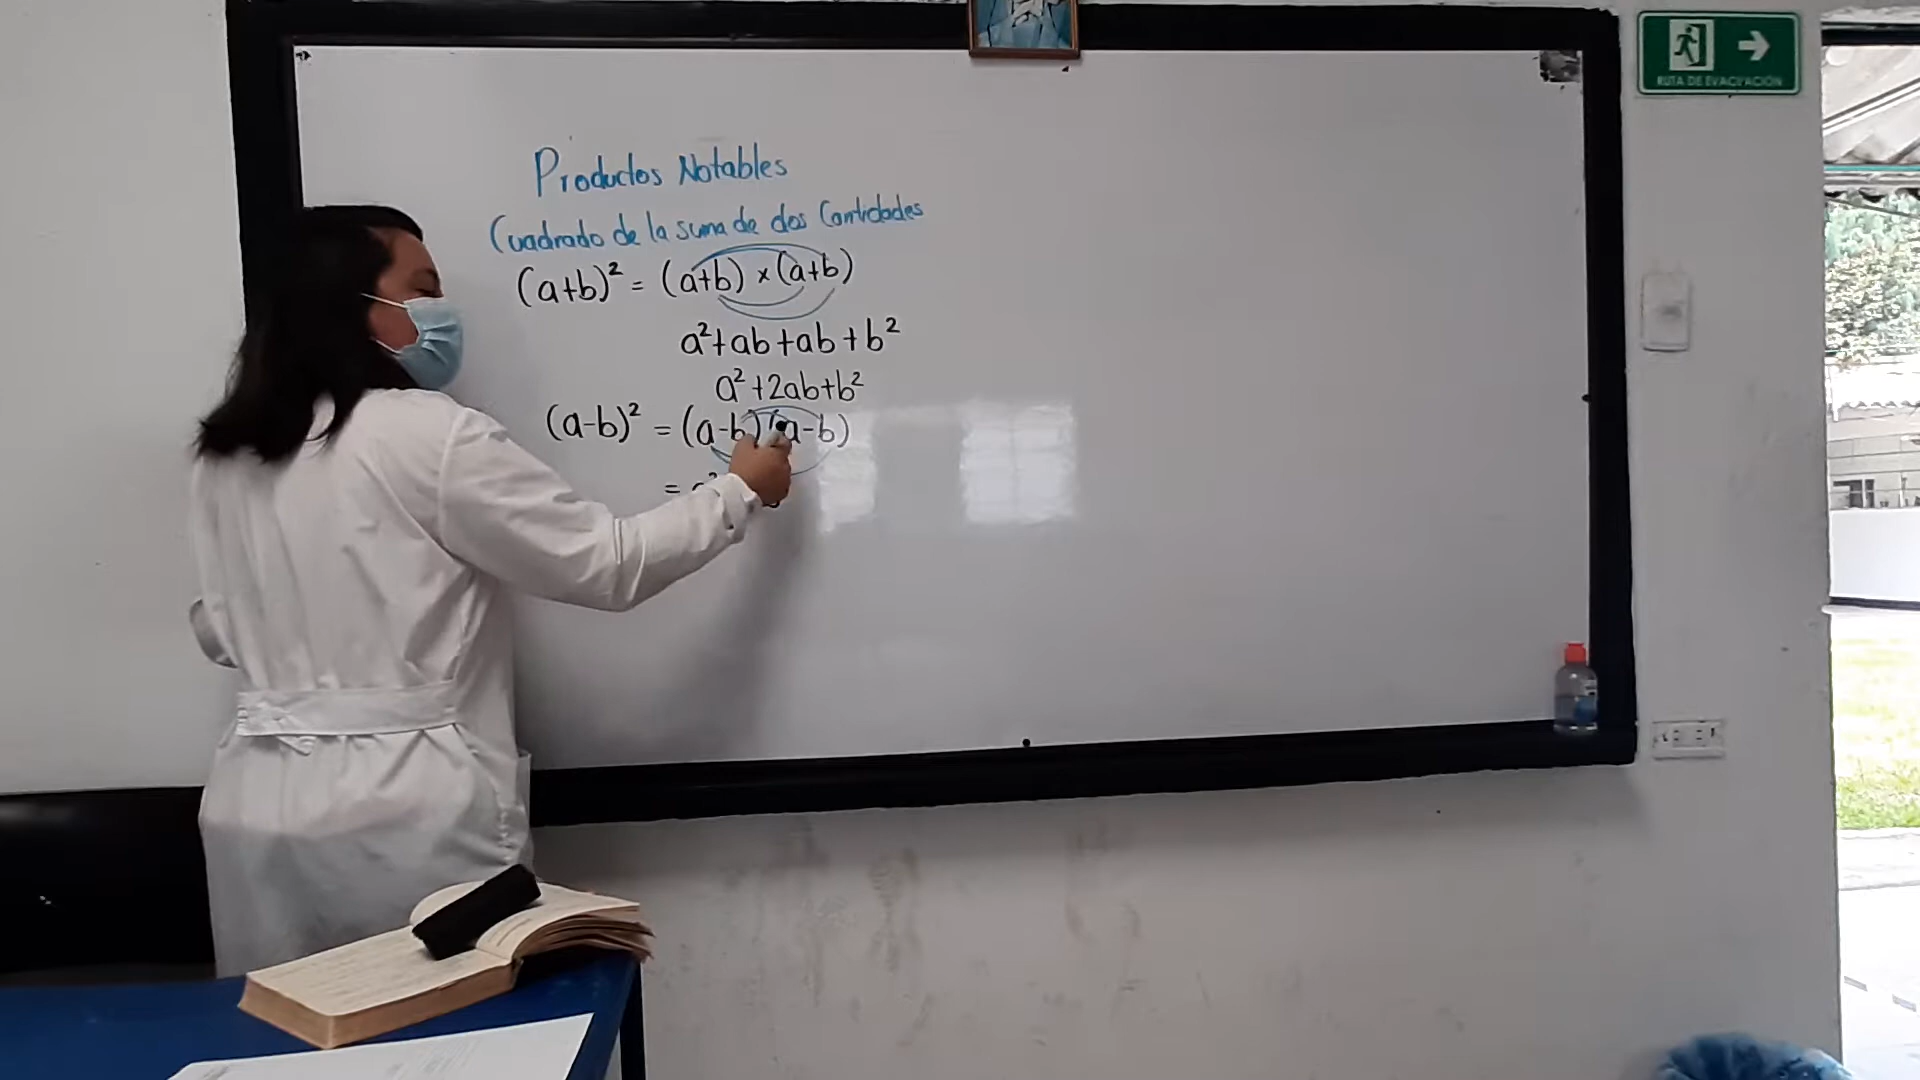 Productos Notables
Cuadrado de la suma de dos Cantidades
(a+b)² = (a+b) × (a+b)
a²+ab+ab+b²
a²+2ab+b²
(a-b)² = (a-b)(a-b)
=
RUTA DE EVACUACIÓN